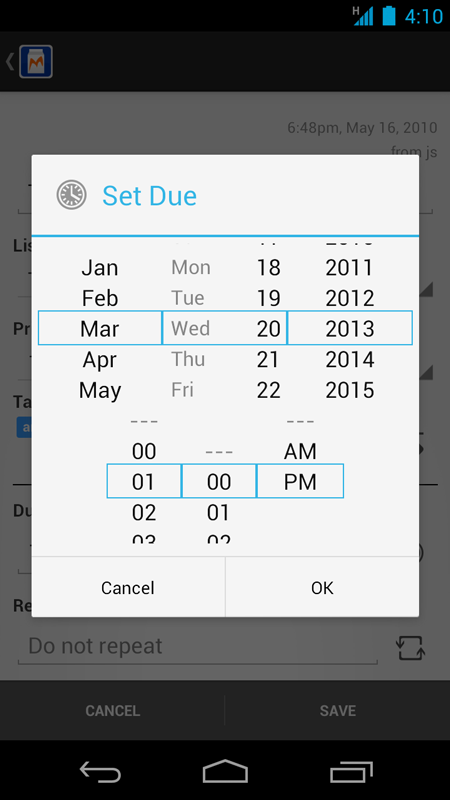 H 4:10
6:48pm, May 16, 2010
from js
Set Due
Jan Mon 18 2011
Feb Tue 19 2012
Mar Wed 20 2013
Apr Thu 21 2014
May Fri 22 2015
--- ---
00 --- AM
01 00 PM
02 01
03 02
Cancel OK
Do not repeat
CANCEL SAVE